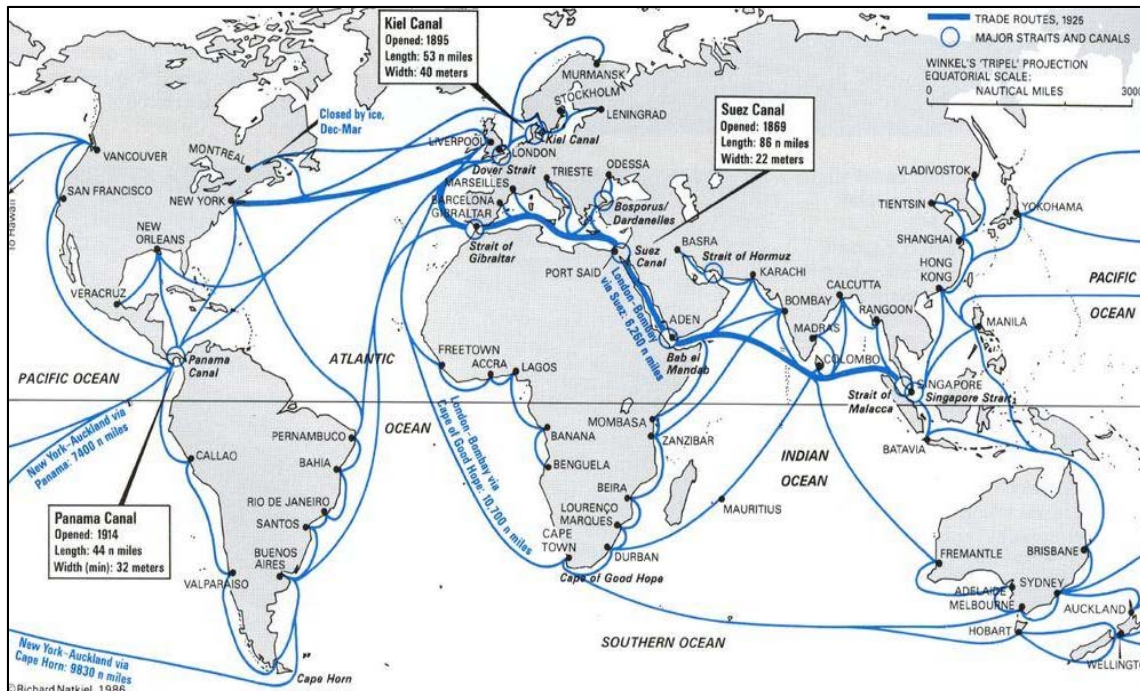 Kiel Canal
Opened: 1895
Length: 53 n miles
Width: 40 meters
TRADE ROUTES, 1925
MAJOR STRAITS AND CANALS
WINKEL'S 'TRIPEL' PROJECTION
EQUATORIAL SCALE:
NAUTICAL MILES
0
3000
MURMANSK
STOCKHOLM
LENINGRAD
Kiel Canal
Suez Canal
Opened: 1869
Length: 86 n miles
Width: 22 meters
Closed by ice,
Dec-Mar
VANCOUVER
MONTREAL
LIVERPOOL
LONDON
Dover Strait
MARSEILLES
TRIESTE
ODESSA
VLADIVOSTOK
SAN FRANCISCO
NEW YORK
BARCELONA
GIBRALTAR
Bosporus/
Dardanelles
TIENTSIN
YOKOHAMA
To Hawaii
NEW
ORLEANS
Strait of
Gibraltar
PORT SAID
Suez
Canal
BASRA
Strait of Hormuz
KARACHI
SHANGHAI
HONG
KONG
PACIFIC
OCEAN
VERACRUZ
London-Bombay
via Suez: 6,260 n miles
ADEN
Bab el
Mandab
BOMBAY
CALCUTTA
RANGOON
MADRAS
COLOMBO
MANILA
PACIFIC OCEAN
Panama
Canal
ATLANTIC
OCEAN
FREETOWN
ACCRA
LAGOS
Strait of
Malacca
SINGAPORE
Singapore Strait
New York-Auckland via
Panama: 7400 n miles
London-Bombay via
Cape of Good Hope: 10,700 n miles
PERNAMBUCO
BANANA
MOMBASA
ZANZIBAR
BATAVIA
CALLAO
BAHIA
BENGUELA
INDIAN
OCEAN
Panama Canal
Opened: 1914
Length: 44 n miles
Width (min): 32 meters
RIO DE JANEIRO
SANTOS
BEIRA
LOURENÇO
MARQUES
MAURITIUS
CAPE
TOWN
DURBAN
Cape of Good Hope
BUENOS
AIRES
VALPARAISO
FREMANTLE
BRISBANE
ADELAIDE
SYDNEY
MELBOURNE
AUCKLAND
HOBART
WELLINGTON
SOUTHERN OCEAN
New York-Auckland via
Cape Horn: 9830 n miles
Cape Horn
©Richard Natkiel, 1986